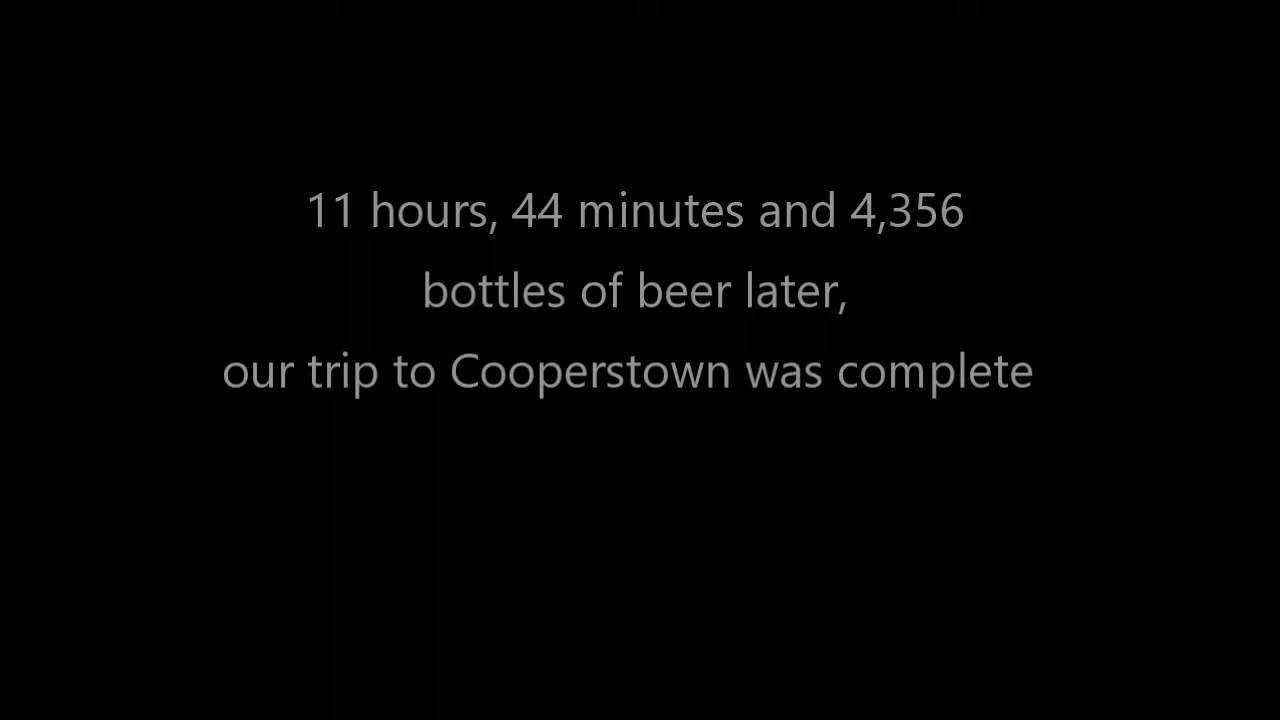 11 hours, 44 minutes and 4,356
bottles of beer later,
our trip to Cooperstown was complete